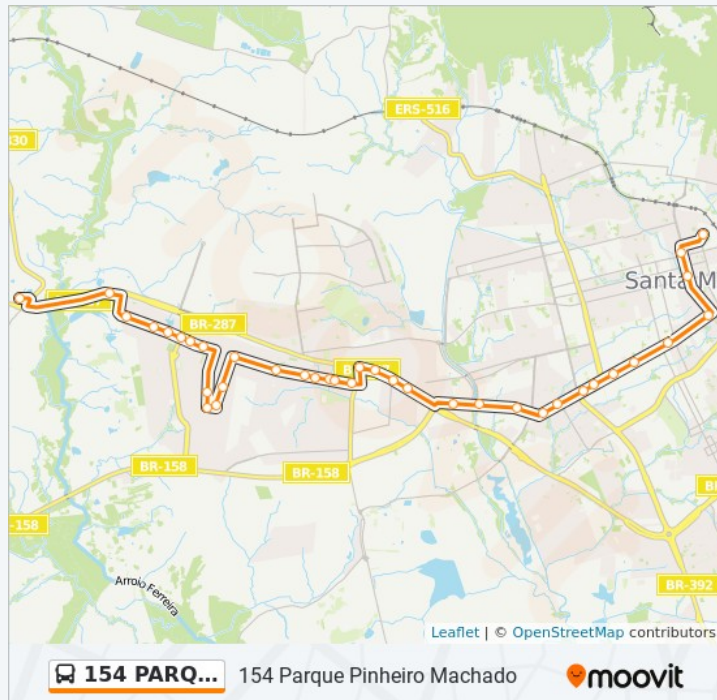 ERS-516
Santa M
BR-287
BR-158
BR-158
-158
Arroio Ferreira
BR-392
Leaflet | © OpenStreetMap contributors
154 PARQ... 154 Parque Pinheiro Machado moovit